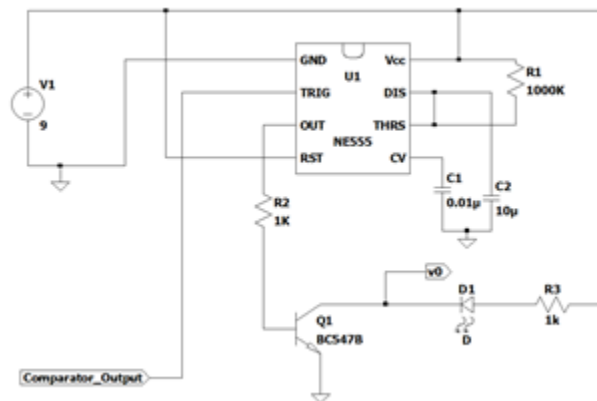 V1
9
GND
TRIG
OUT
RST
U1
NE555
Vcc
DIS
THRS
CV
R1
1000K
C1
0.01µ
C2
10µ
R2
1K
Q1
BC547B
v0
D1
D
R3
1k
Comparator_Output